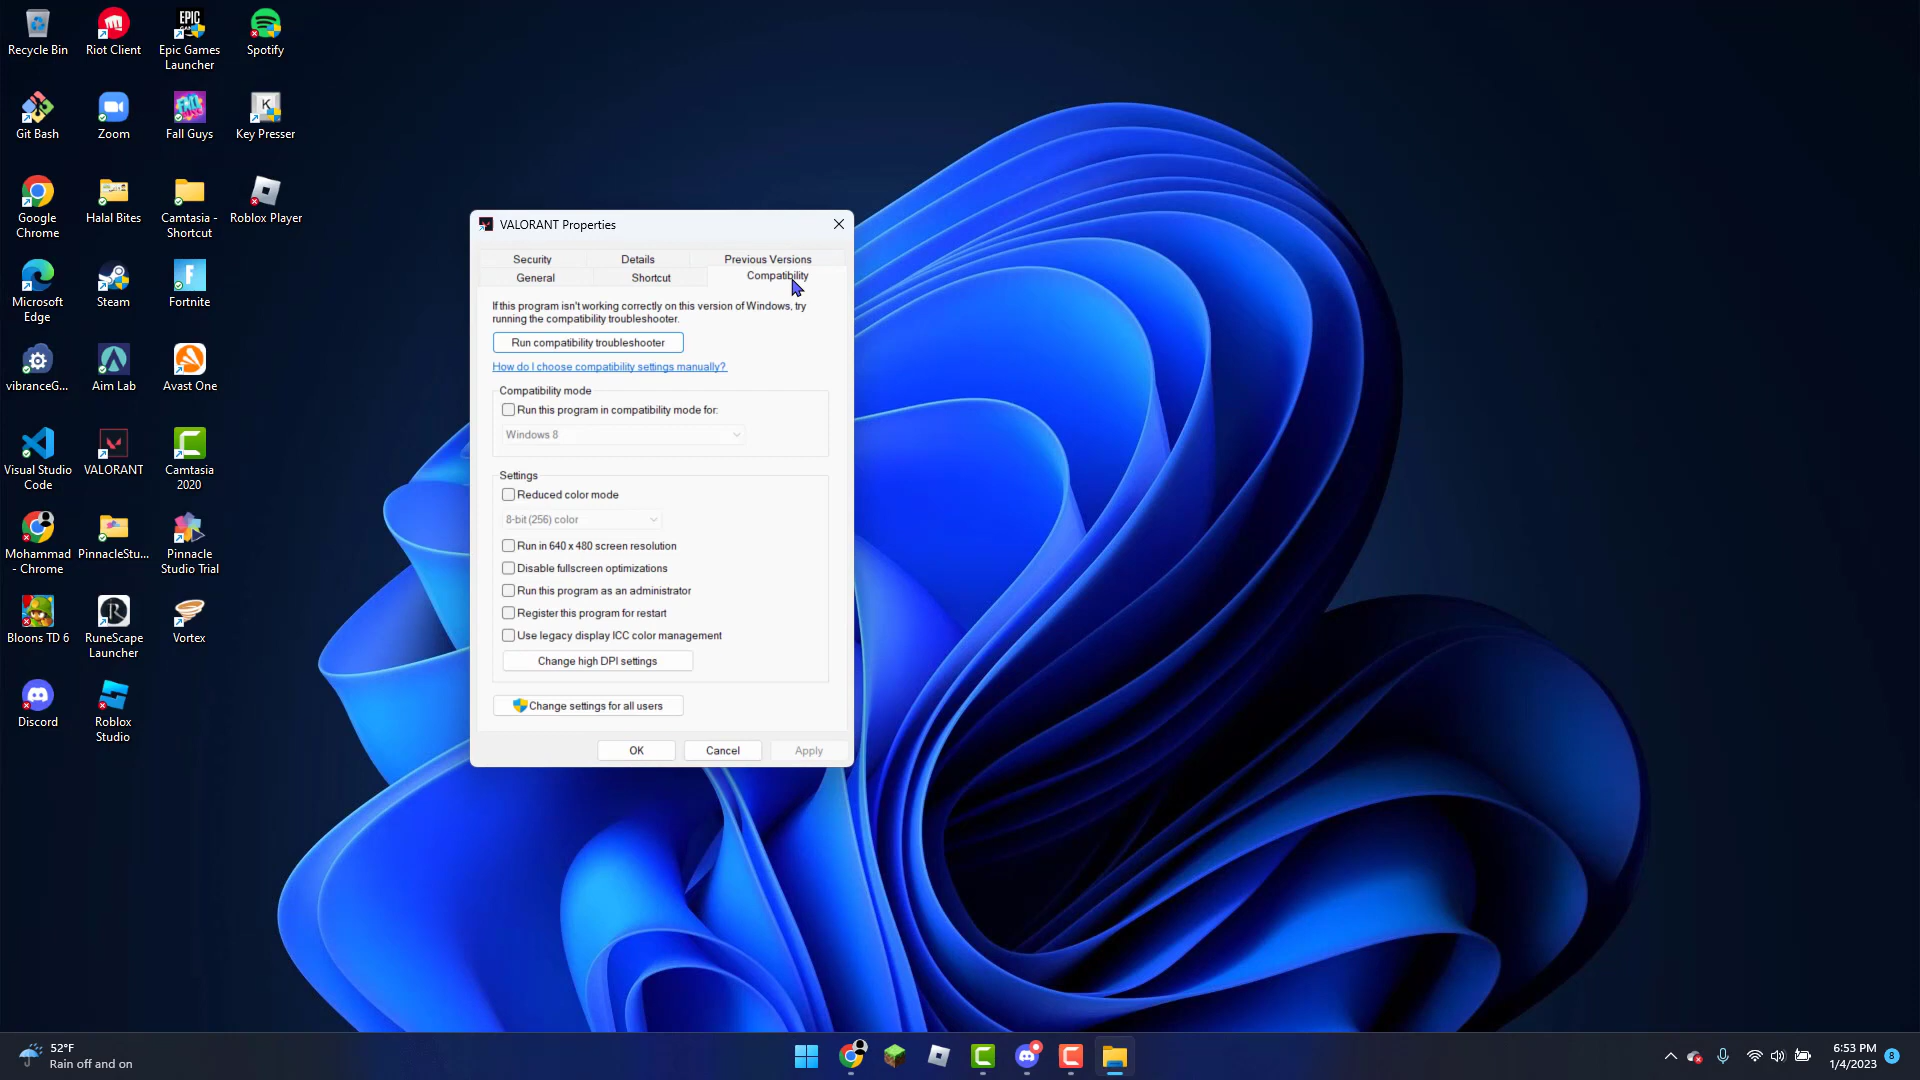 Recycle Bin
Riot Client
Epic Games
Launcher
Spotify
Git Bash
Zoom
Fall Guys
Key Presser
Google
Chrome
Halal Bites
Camtasia -
Shortcut
Roblox Player
Microsoft
Edge
Steam
Fortnite
vibranceG...
Aim Lab
Avast One
Visual Studio
Code
VALORANT
Camtasia
2020
Mohammad
- Chrome
PinnacleStu...
Pinnacle
Studio Trial
Bloons TD 6
RuneScape
Launcher
Vortex
Discord
Roblox
Studio
VALORANT Properties
Security
Details
Previous Versions
General
Shortcut
Compatibility
If this program isn't working correctly on this version of Windows, try
running the compatibility troubleshooter.
Run compatibility troubleshooter
How do I choose compatibility settings manually?
Compatibility mode
Run this program in compatibility mode for:
Windows 8
Settings
Reduced color mode
8-bit (256) color
Run in 640 x 480 screen resolution
Disable fullscreen optimizations
Run this program as an administrator
Register this program for restart
Use legacy display ICC color management
Change high DPI settings
Change settings for all users
OK
Cancel
Apply
52°F
Rain off and on
6:53 PM
1/4/2023
8